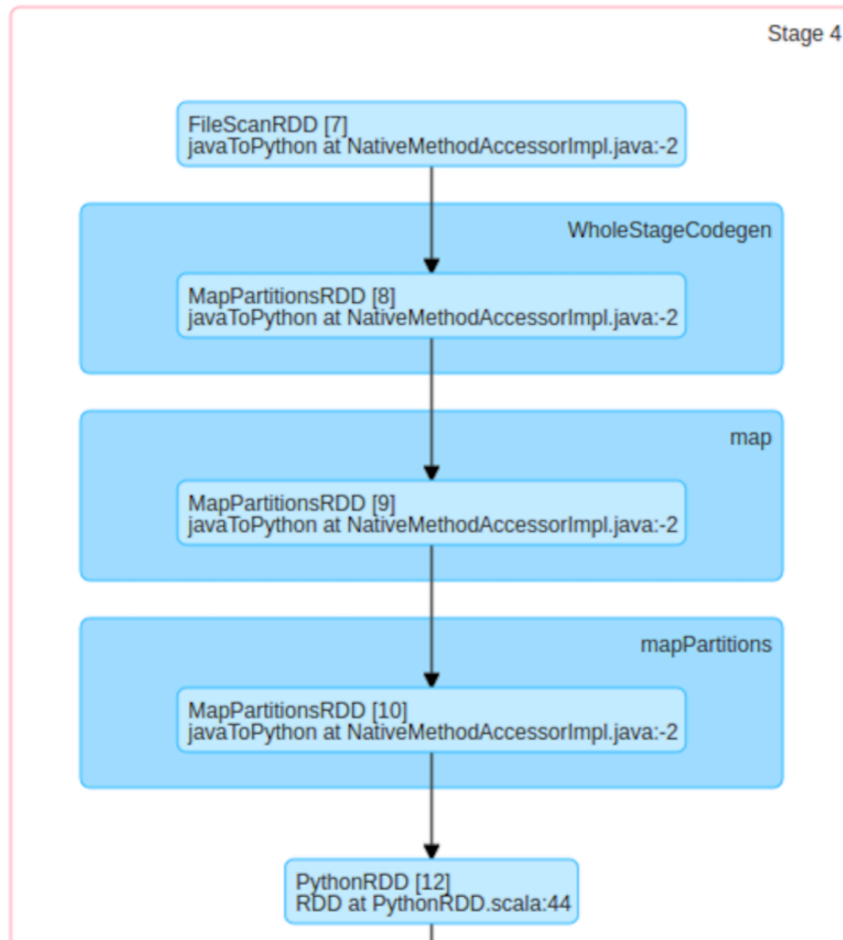 Stage 4
FileScanRDD [7]
javaToPython at NativeMethodAccessorImpl.java:-2
WholeStageCodegen
MapPartitionsRDD [8]
javaToPython at NativeMethodAccessorImpl.java:-2
map
MapPartitionsRDD [9]
javaToPython at NativeMethodAccessorImpl.java:-2
mapPartitions
MapPartitionsRDD [10]
javaToPython at NativeMethodAccessorImpl.java:-2
PythonRDD [12]
RDD at PythonRDD.scala:44